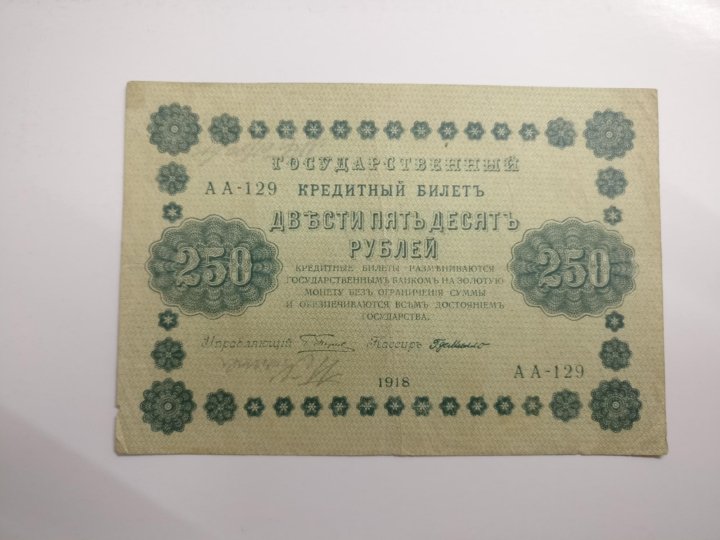 ГОСУДАРСТВЕННЫЙ
АА-129 КРЕДИТНЫЙ БИЛЕТЪ
ДВѢСТИ ПЯТЬДЕСЯТЪ
РУБЛЕЙ
250
250
КРЕДИТНЫЕ БИЛЕТЫ РАЗМѢНИВАЮТСЯ
ГОСУДАРСТВЕННЫМЪ БАНКОМЪ НА ЗОЛОТУЮ
МОНЕТУ БЕЗЪ ОГРАНИЧЕНІЯ СУММЫ
И ОБЕЗПЕЧИВАЮТСЯ ВСѢМЪ ДОСТОЯНІЕМЪ
ГОСУДАРСТВА.
Управляющій
Кассиръ
1918
АА-129